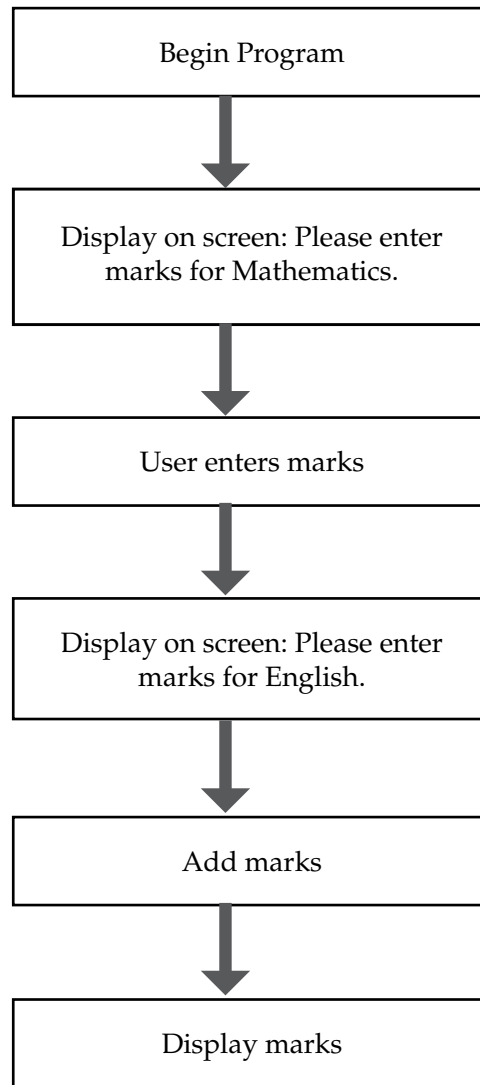 Begin Program
Display on screen: Please enter
marks for Mathematics.
User enters marks
Display on screen: Please enter
marks for English.
Add marks
Display marks